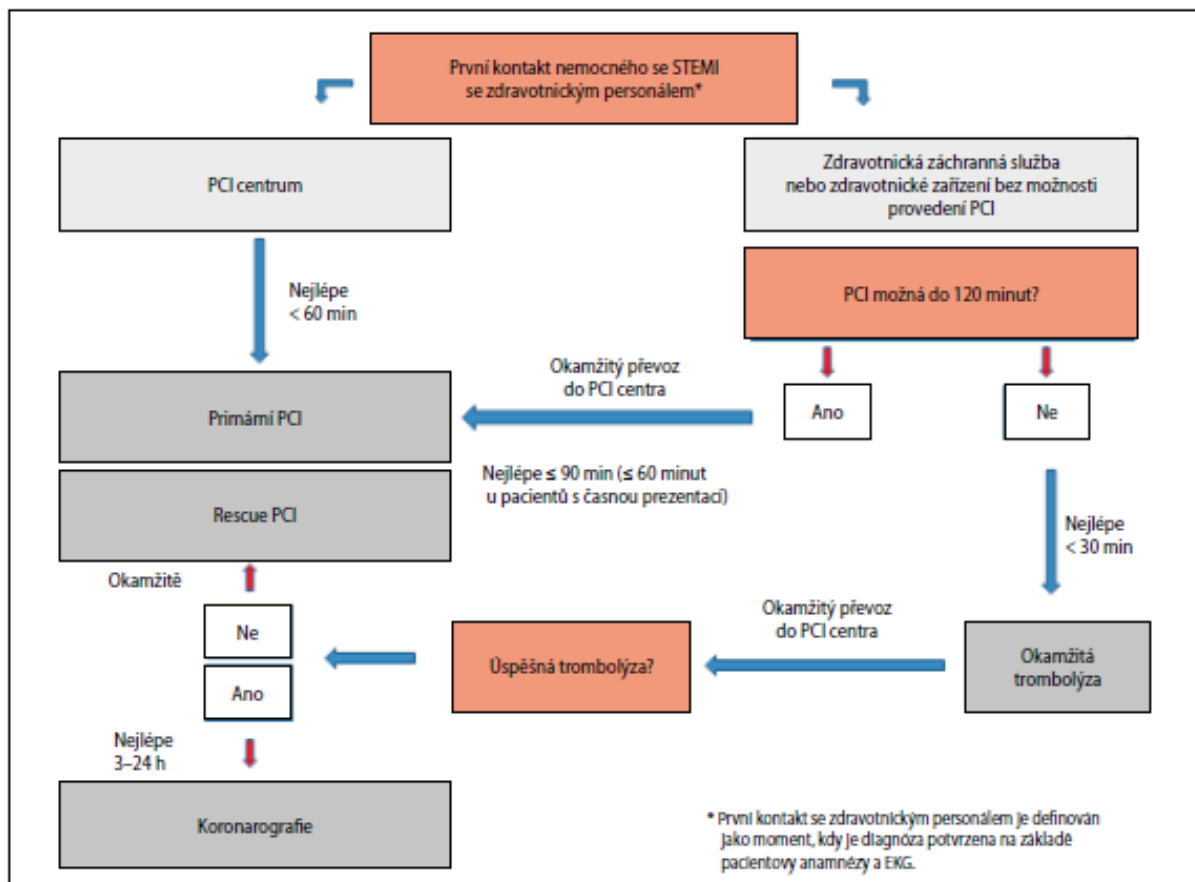 První kontakt nemocného se STEMI
se zdravotnickým personálem*
PCI centrum
Zdravotnická záchranná služba
nebo zdravotnické zařízení bez možnosti
provedení PCI
Nejlépe
< 60 min
PCI možná do 120 minut?
Okamžitý převoz
do PCI centra
Ano
Ne
Primární PCI
Nejlépe ≤ 90 min (≤ 60 minut
u pacientů s časnou prezentací)
Rescue PCI
Nejlépe
< 30 min
Okamžitě
Ne
Ano
Úspěšná trombolýza?
Okamžitý převoz
do PCI centra
Okamžitá
trombolýza
Nejlépe
3–24 h
Koronarografie
* První kontakt se zdravotnickým personálem je definován
jako moment, kdy je diagnóza potvrzena na základě
pacientovy anamnézy a EKG.